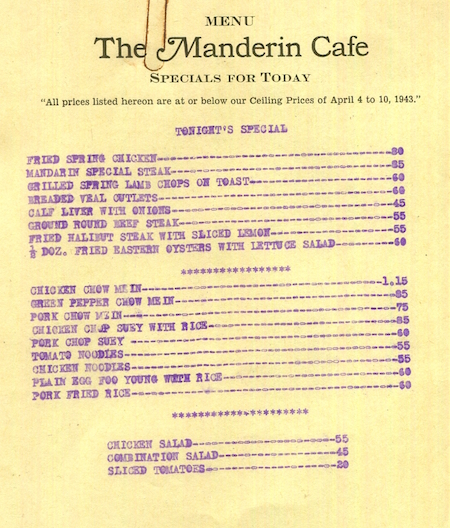 MENU
The Manderin Cafe
SPECIALS FOR TODAY
"All prices listed hereon are at or below our Ceiling Prices of April 4 to 10, 1943."
TONIGHT'S SPECIAL
FRIED SPRING CHICKEN------------------------------80
MANDARIN SPECIAL STEAK----------------------------85
GRILLED SPRING LAMB CHOPS ON TOAST----------------60
BREADED VEAL CUTLETS------------------------------60
CALF LIVER WITH ONIONS----------------------------45
GROUND ROUND BEEF STEAK---------------------------55
FRIED HALIBUT STEAK WITH SLICED LEMON-------------55
½ DOZ. FRIED EASTERN OYSTERS WITH LETTUCE SALAD---60
*****************
CHICKEN CHOW MEIN-------------------------------1.15
GREEN PEPPER CHOW MEIN----------------------------85
PORK CHOW MEIN------------------------------------75
CHICKEN CHOP SUEY WITH RICE-----------------------85
PORK CHOP SUEY -----------------------------------60
TOMATO NOODLES------------------------------------55
CHICKEN NOODLES-----------------------------------55
PLAIN EGG FOO YOUNG WITH RICE---------------------60
PORK FRIED RICE-----------------------------------60
*********************
CHICKEN SALAD--------------------55
COMBINATION SALAD----------------45
SLICED TOMATOES------------------20